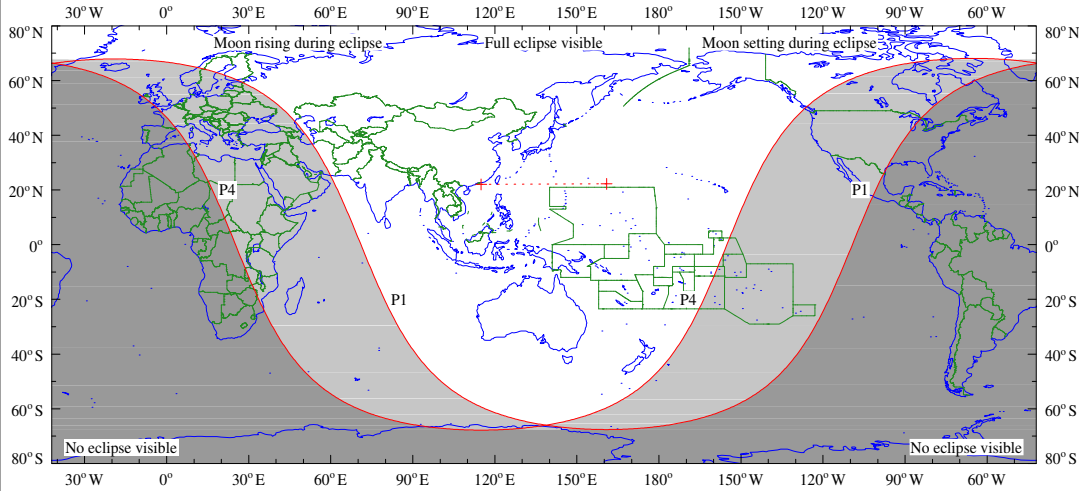 30° W 0° 30° E 60° E 90° E 120° E 150° E 180° 150° W 120° W 90° W 60° W
80° N 80° N
Moon rising during eclipse Full eclipse visible Moon setting during eclipse
60° N 60° N
40° N 40° N
20° N P4 P1 20° N
0° 0°
20° S P1 P4 20° S
40° S 40° S
60° S 60° S
No eclipse visible No eclipse visible
80° S 80° S
30° W 0° 30° E 60° E 90° E 120° E 150° E 180° 150° W 120° W 90° W 60° W